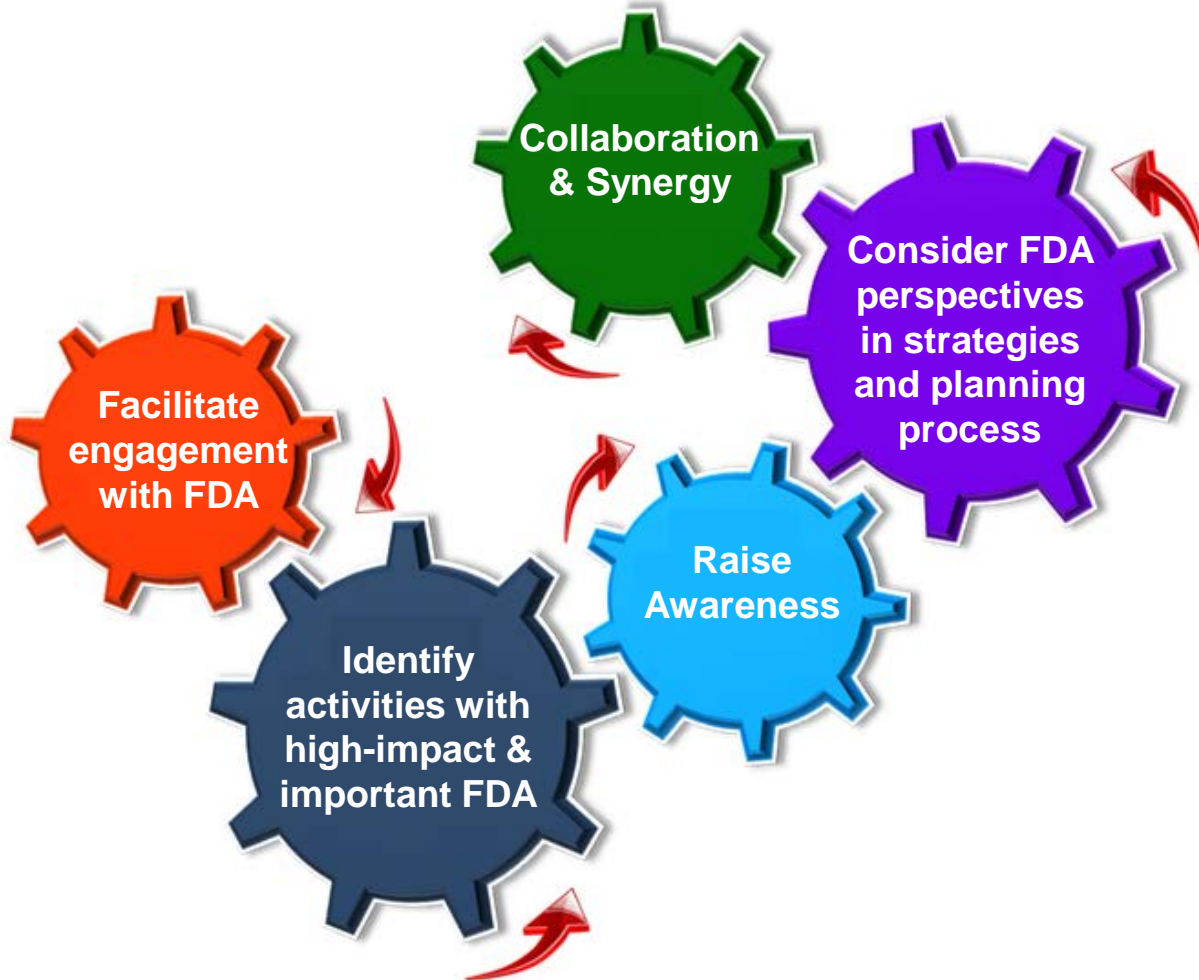 Collaboration
& Synergy
Consider FDA
perspectives
in strategies
and planning
process
Facilitate
engagement
with FDA
Raise
Awareness
Identify
activities with
high-impact &
important FDA